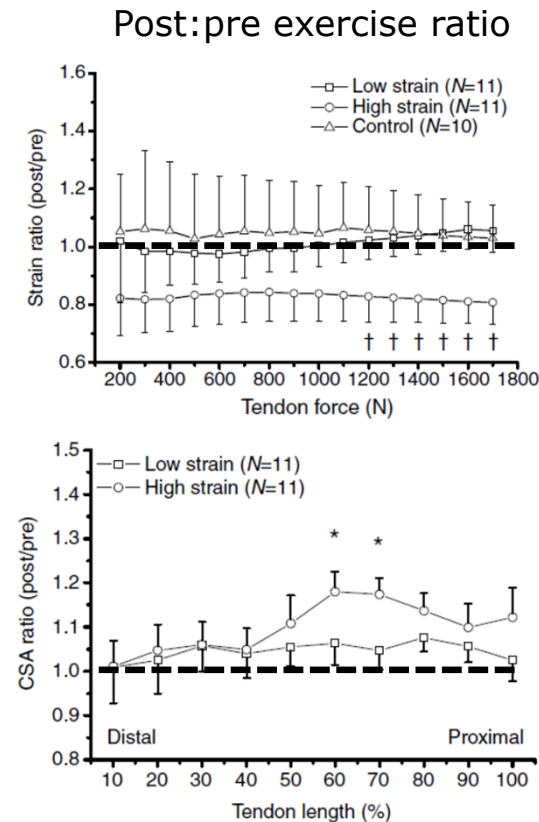 Post:pre exercise ratio
1.6
1.4
1.2
1.0
0.8
0.6
Strain ratio (post/pre)
Low strain (N=11)
High strain (N=11)
Control (N=10)
† † † † † †
200 400 600 800 1000 1200 1400 1600 1800
Tendon force (N)
1.5
1.4
1.3
1.2
1.1
1.0
0.9
0.8
CSA ratio (post/pre)
Low strain (N=11)
High strain (N=11)
* *
Distal Proximal
10 20 30 40 50 60 70 80 90 100
Tendon length (%)